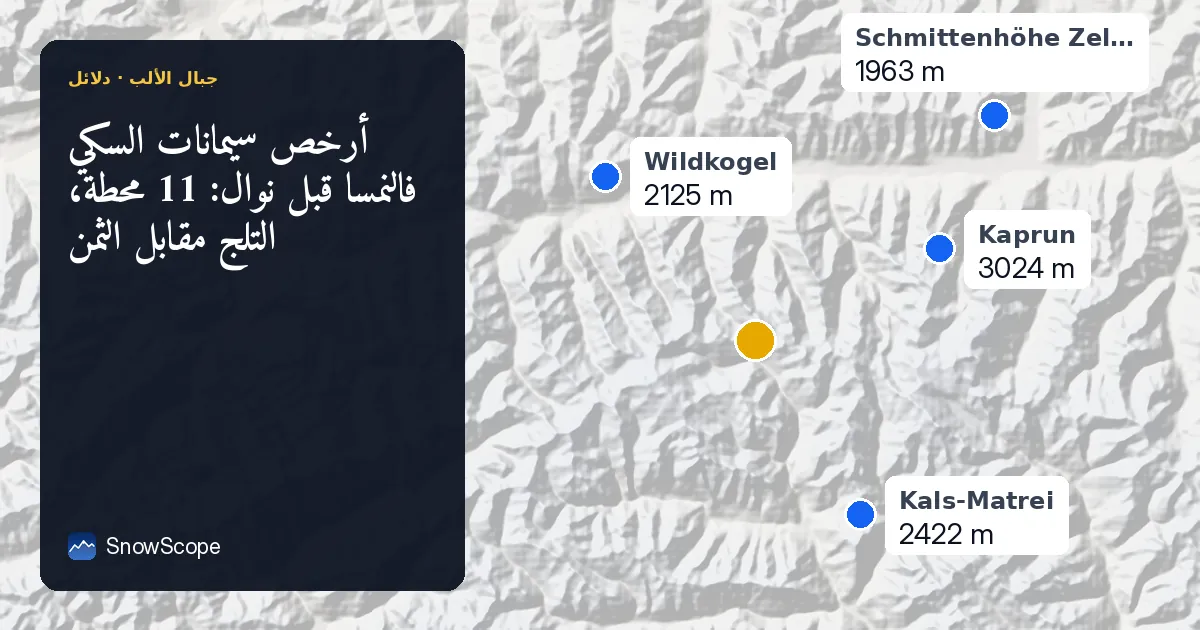 جبال الألب · دلائل
أرخص سيمانات السكي
فالنمسا قبل نوال: 11 محطة،
التلج مقابل الثمن
SnowScope
Schmittenhöhe Zel…
1963 m
Wildkogel
2125 m
Kaprun
3024 m
Kals-Matrei
2422 m